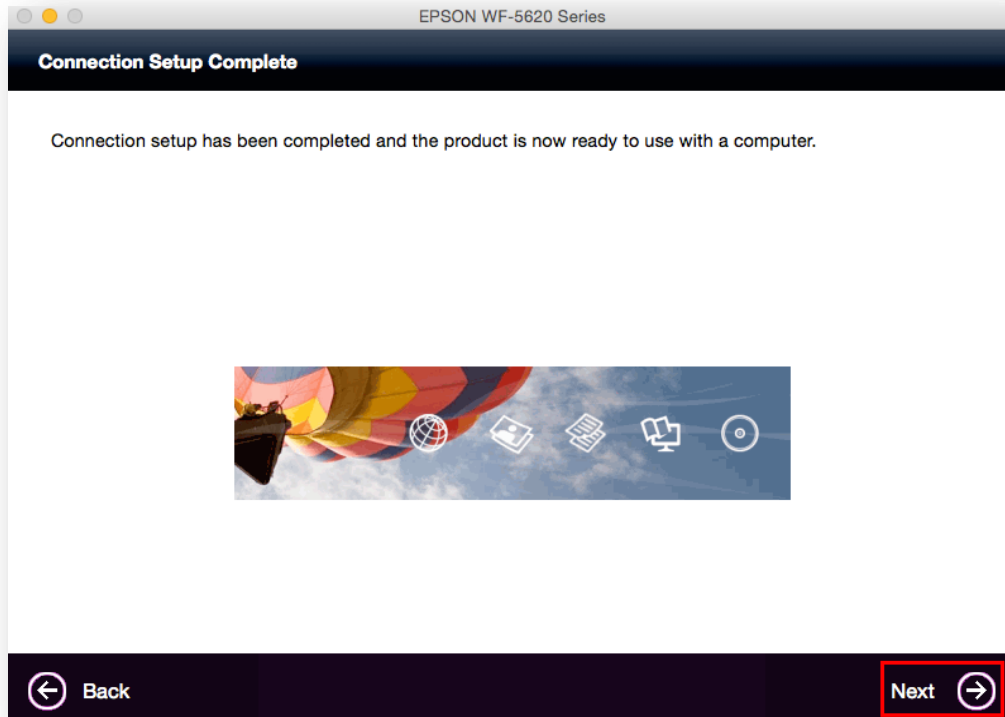 EPSON WF-5620 Series
Connection Setup Complete
Connection setup has been completed and the product is now ready to use with a computer.
Back
Next